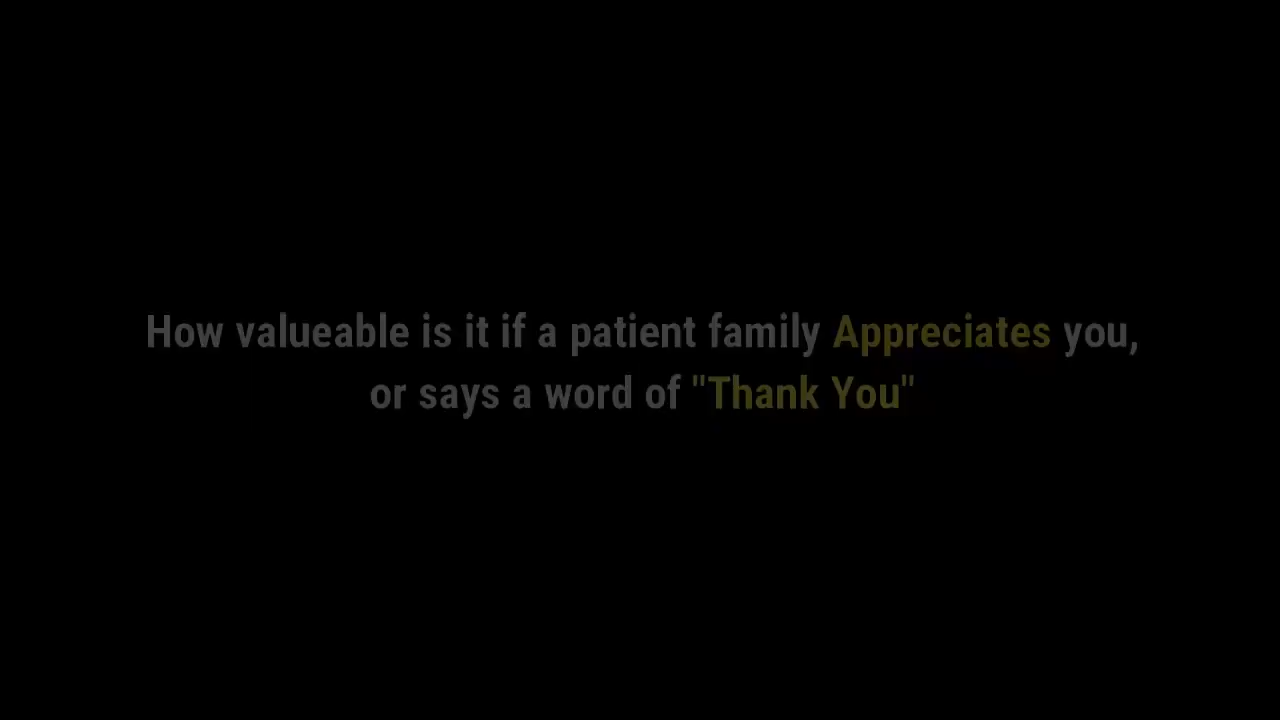 How valueable is it if a patient family Appreciates you,
or says a word of "Thank You"